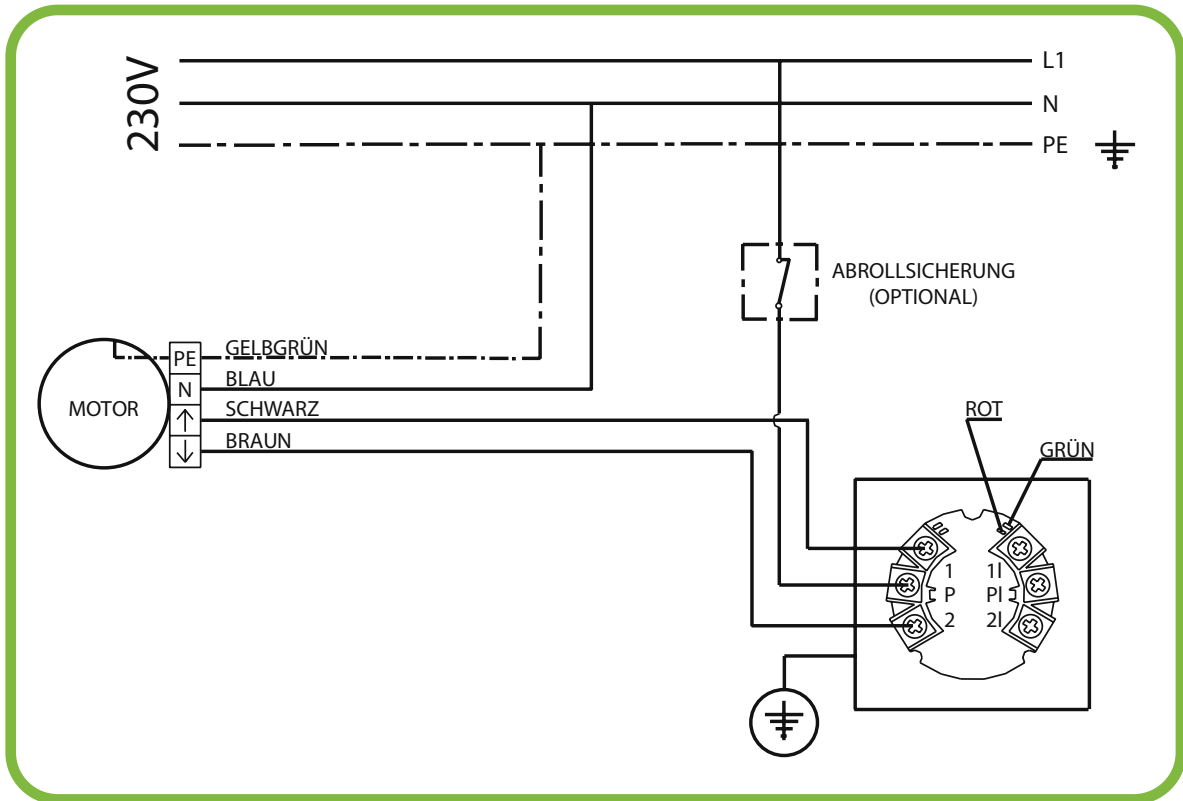 230V
L1
N
PE
ABROLLSICHERUNG
(OPTIONAL)
MOTOR
PE
GELBGRÜN
N
BLAU
↑
SCHWARZ
↓
BRAUN
ROT
GRÜN
1 1I
P PI
2 2I